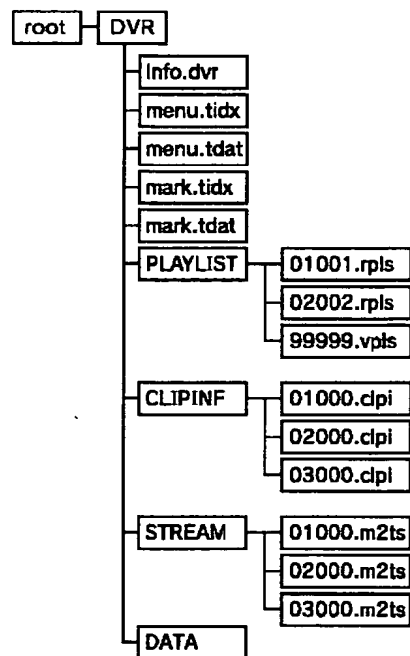 root DVR
Info.dvr
menu.tidx
menu.tdat
mark.tidx
mark.tdat
PLAYLIST 01001.rpls
02002.rpls
99999.vpls
CLIPINF 01000.clpi
02000.clpi
03000.clpi
STREAM 01000.m2ts
02000.m2ts
03000.m2ts
DATA